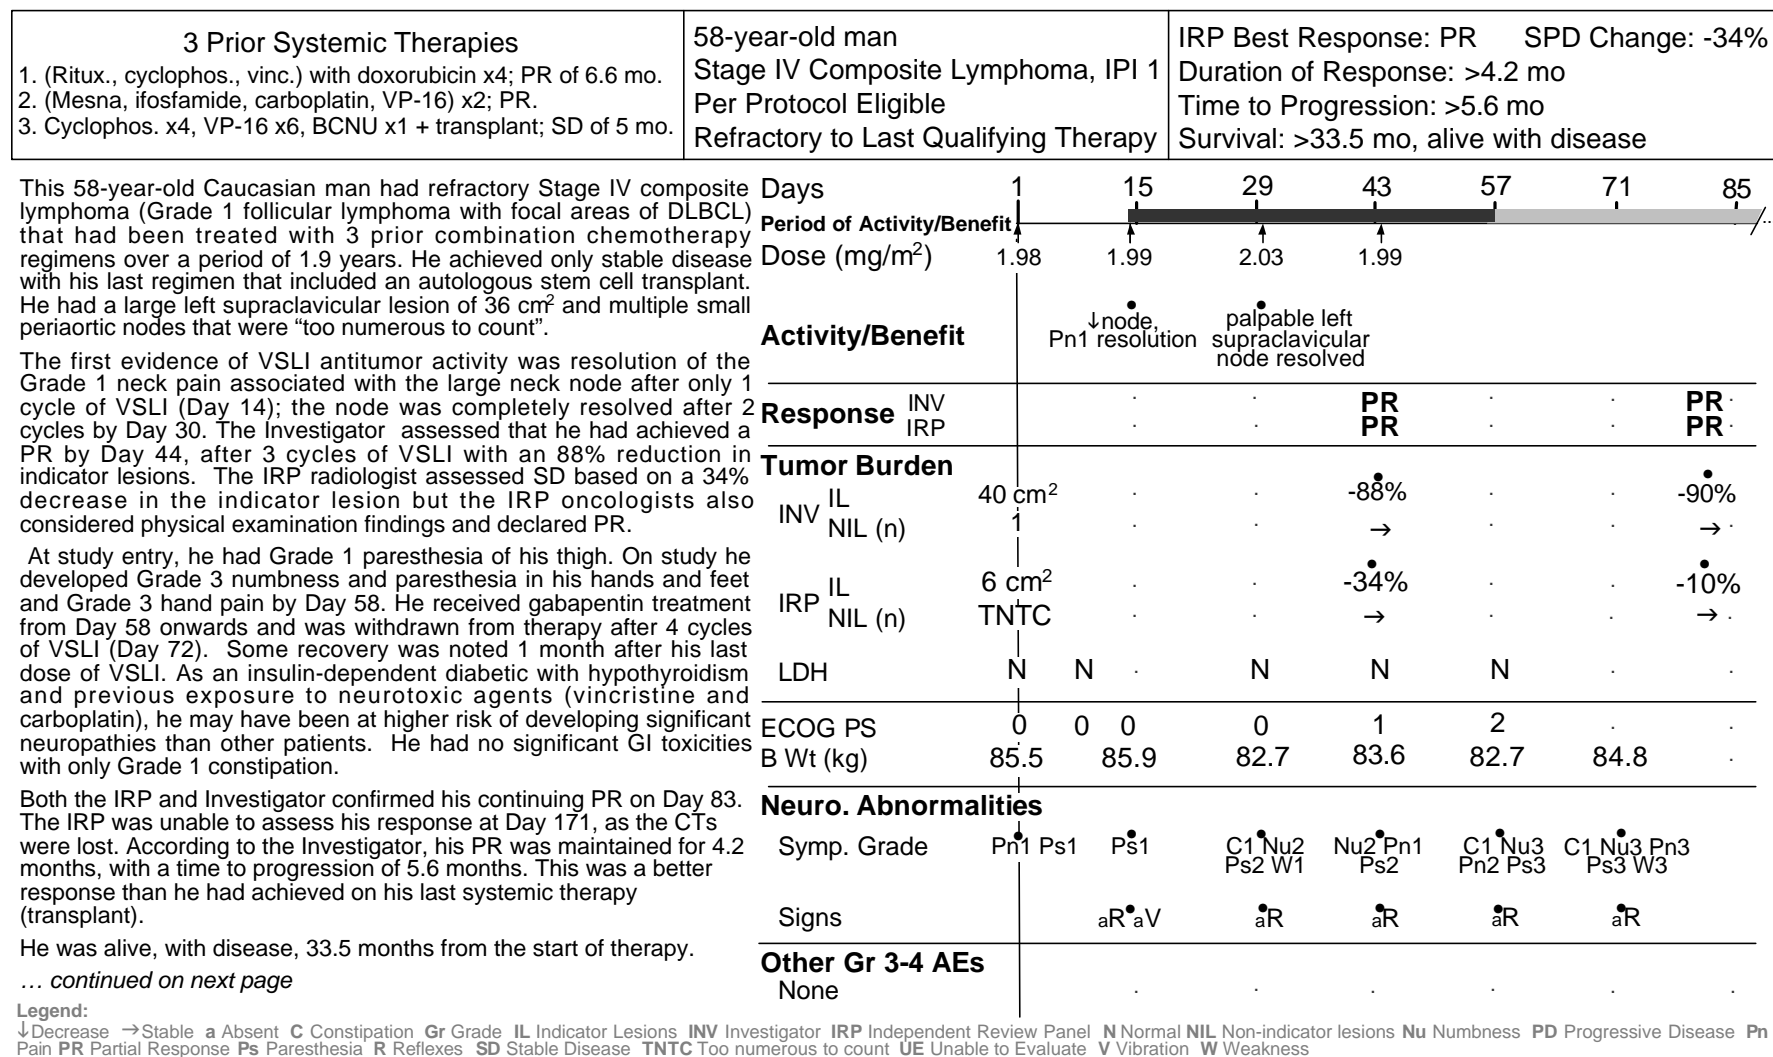 3 Prior Systemic Therapies
1. (Ritux., cyclophos., vinc.) with doxorubicin x4; PR of 6.6 mo.
2. (Mesna, ifosfamide, carboplatin, VP-16) x2; PR.
3. Cyclophos. x4, VP-16 x6, BCNU x1 + transplant; SD of 5 mo.
58-year-old man
Stage IV Composite Lymphoma, IPI 1
Per Protocol Eligible
Refractory to Last Qualifying Therapy
IRP Best Response: PR SPD Change: -34%
Duration of Response: >4.2 mo
Time to Progression: >5.6 mo
Survival: >33.5 mo, alive with disease
This 58-year-old Caucasian man had refractory Stage IV composite
lymphoma (Grade 1 follicular lymphoma with focal areas of DLBCL)
that had been treated with 3 prior combination chemotherapy
regimens over a period of 1.9 years. He achieved only stable disease
with his last regimen that included an autologous stem cell transplant.
He had a large left supraclavicular lesion of 36 cm² and multiple small
periaortic nodes that were “too numerous to count”.
The first evidence of VSLI antitumor activity was resolution of the
Grade 1 neck pain associated with the large neck node after only 1
cycle of VSLI (Day 14); the node was completely resolved after 2
cycles by Day 30. The Investigator assessed that he had achieved a
PR by Day 44, after 3 cycles of VSLI with an 88% reduction in
indicator lesions. The IRP radiologist assessed SD based on a 34%
decrease in the indicator lesion but the IRP oncologists also
considered physical examination findings and declared PR.
At study entry, he had Grade 1 paresthesia of his thigh. On study he
developed Grade 3 numbness and paresthesia in his hands and feet
and Grade 3 hand pain by Day 58. He received gabapentin treatment
from Day 58 onwards and was withdrawn from therapy after 4 cycles
of VSLI (Day 72). Some recovery was noted 1 month after his last
dose of VSLI. As an insulin-dependent diabetic with hypothyroidism
and previous exposure to neurotoxic agents (vincristine and
carboplatin), he may have been at higher risk of developing significant
neuropathies than other patients. He had no significant GI toxicities
with only Grade 1 constipation.
Both the IRP and Investigator confirmed his continuing PR on Day 83.
The IRP was unable to assess his response at Day 171, as the CTs
were lost. According to the Investigator, his PR was maintained for 4.2
months, with a time to progression of 5.6 months. This was a better
response than he had achieved on his last systemic therapy
(transplant).
He was alive, with disease, 33.5 months from the start of therapy.
… continued on next page
Days 1 15 29 43 57 71 85
Period of Activity/Benefit ...
Dose (mg/m²) 1.98 1.99 2.03 1.99
Activity/Benefit
↓node,
Pn1 resolution
palpable left
supraclavicular
node resolved
Response
INV PR PR
IRP PR PR
Tumor Burden
INV
IL 40 cm² -88% -90%
NIL (n) 1 → →
IRP
IL 6 cm² -34% -10%
NIL (n) TNTC → →
LDH N N N N N
ECOG PS 0 0 0 0 1 2
B Wt (kg) 85.5 85.9 82.7 83.6 82.7 84.8
Neuro. Abnormalities
Symp. Grade Pn1 Ps1 Ps1 C1 Nu2 Nu2 Pn1 C1 Nu3 C1 Nu3 Pn3
Ps2 W1 Ps2 Pn2 Ps3 Ps3 W3
Signs aR aV aR aR aR aR
Other Gr 3-4 AEs
None
Legend:
↓Decrease →Stable a Absent C Constipation Gr Grade IL Indicator Lesions INV Investigator IRP Independent Review Panel N Normal NIL Non-indicator lesions Nu Numbness PD Progressive Disease Pn
Pain PR Partial Response Ps Paresthesia R Reflexes SD Stable Disease TNTC Too numerous to count UE Unable to Evaluate V Vibration W Weakness